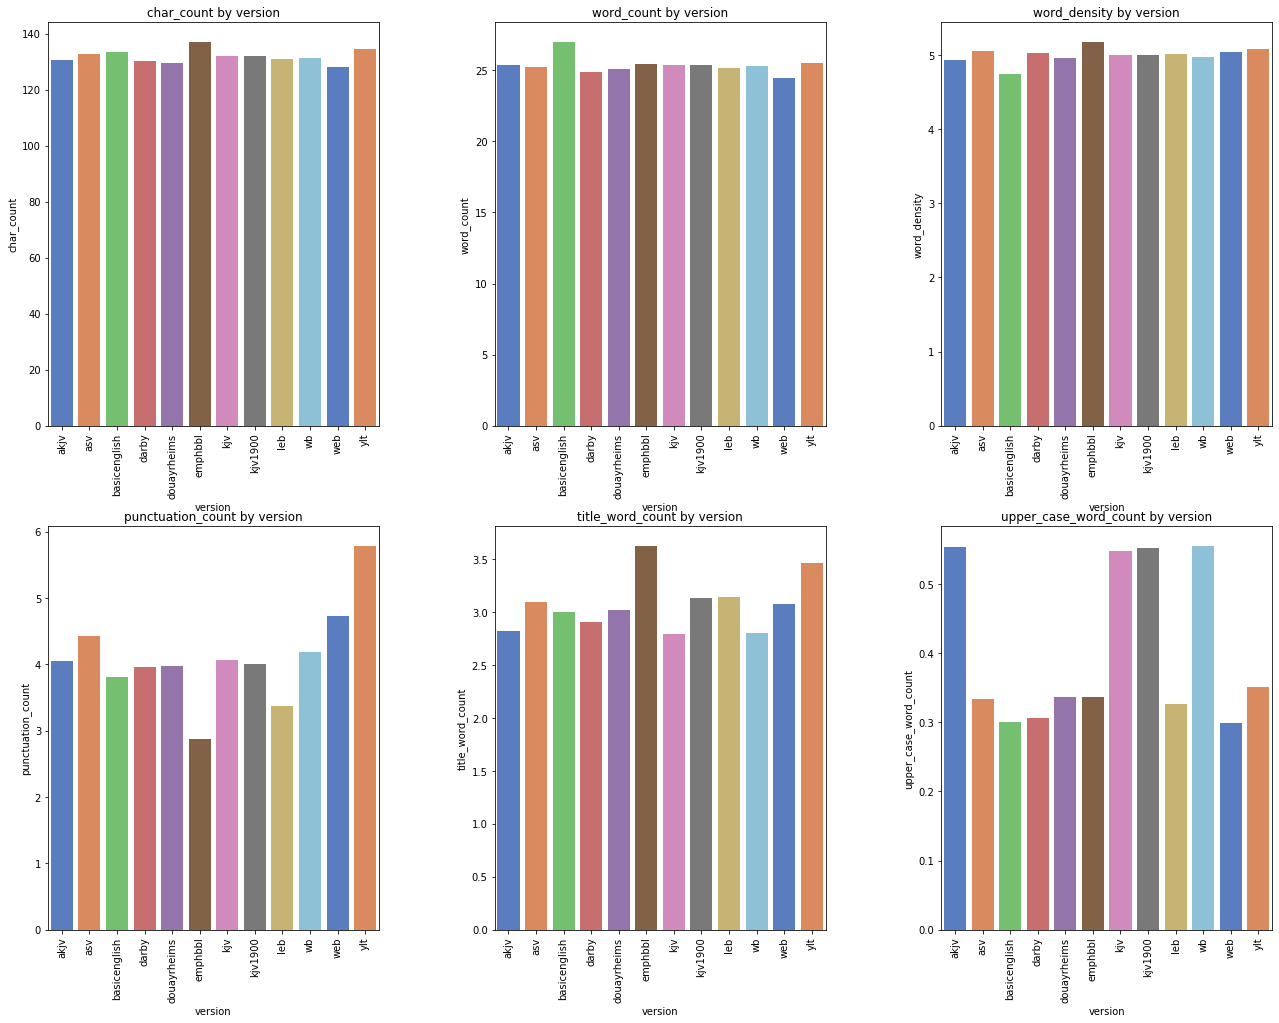 char_count by version
140
120
100
80
60
40
20
0
char_count
akjv
asv
basicenglish
darby
douayrheims
emphbbl
kjv
kjv1900
leb
wb
web
ylt
version
word_count by version
25
20
15
10
5
0
word_count
akjv
asv
basicenglish
darby
douayrheims
emphbbl
kjv
kjv1900
leb
wb
web
ylt
version
word_density by version
5
4
3
2
1
0
word_density
akjv
asv
basicenglish
darby
douayrheims
emphbbl
kjv
kjv1900
leb
wb
web
ylt
version
punctuation_count by version
6
5
4
3
2
1
0
punctuation_count
akjv
asv
basicenglish
darby
douayrheims
emphbbl
kjv
kjv1900
leb
wb
web
ylt
version
title_word_count by version
3.5
3.0
2.5
2.0
1.5
1.0
0.5
0.0
title_word_count
akjv
asv
basicenglish
darby
douayrheims
emphbbl
kjv
kjv1900
leb
wb
web
ylt
version
upper_case_word_count by version
0.5
0.4
0.3
0.2
0.1
0.0
upper_case_word_count
akjv
asv
basicenglish
darby
douayrheims
emphbbl
kjv
kjv1900
leb
wb
web
ylt
version